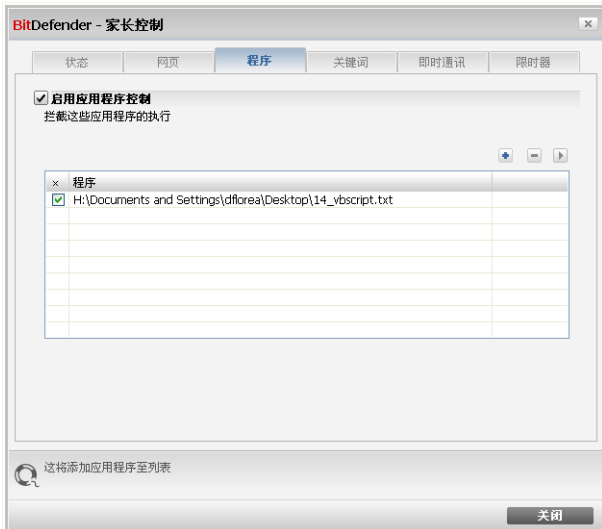 BitDefender - 家长控制
状态 网页 程序 关键词 即时通讯 限时器
启用应用程序控制
拦截这些应用程序的执行
× 程序
H:\Documents and Settings\dflorea\Desktop\14_vbscript.txt
这将添加应用程序至列表
关闭